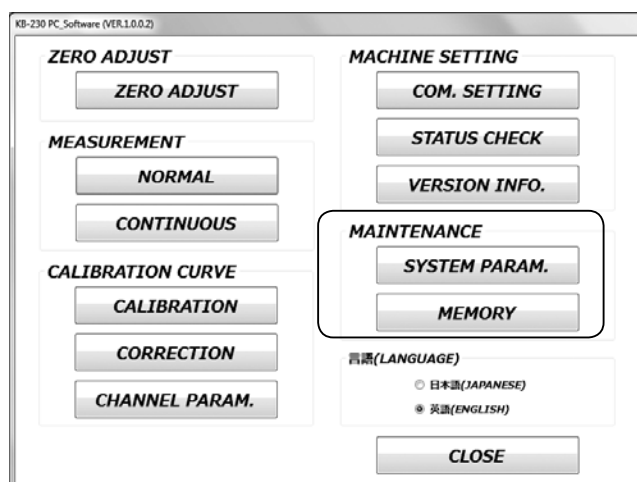 KB-230 PC_Software (VER.1.0.0.2)
ZERO ADJUST
ZERO ADJUST
MEASUREMENT
NORMAL
CONTINUOUS
CALIBRATION CURVE
CALIBRATION
CORRECTION
CHANNEL PARAM.
MACHINE SETTING
COM. SETTING
STATUS CHECK
VERSION INFO.
MAINTENANCE
SYSTEM PARAM.
MEMORY
言語(LANGUAGE)
日本語(JAPANESE)
英語(ENGLISH)
CLOSE